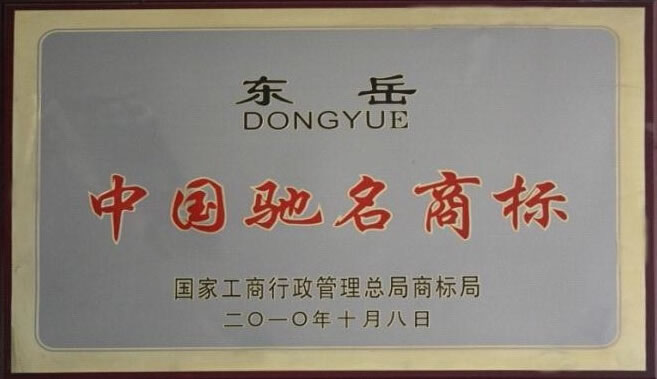 东岳
DONGYUE
中国驰名商标
国家工商行政管理总局商标局
二〇一〇年十月八日